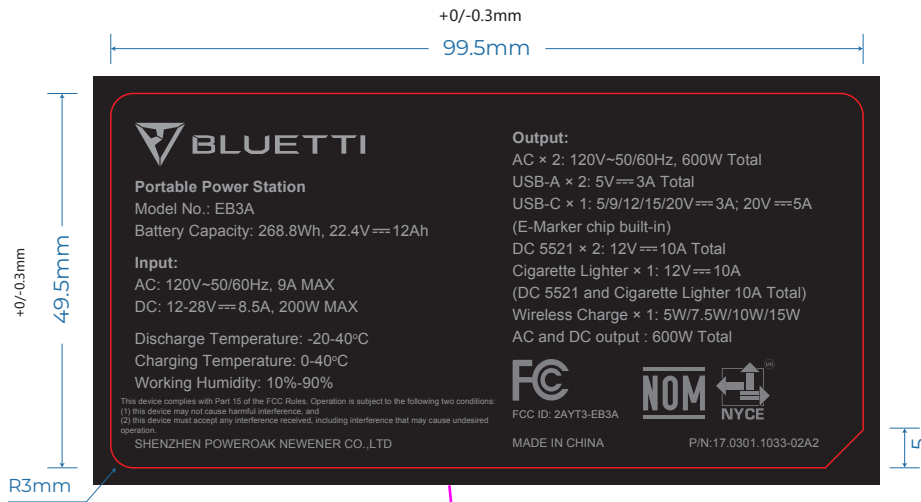 +0/-0.3mm
99.5mm
+0/-0.3mm
49.5mm
BLUETTI
Portable Power Station
Model No.: EB3A
Battery Capacity: 268.8Wh, 22.4V⎓12Ah
Input:
AC: 120V~50/60Hz, 9A MAX
DC: 12-28V⎓8.5A, 200W MAX
Discharge Temperature: -20-40°C
Charging Temperature: 0-40°C
Working Humidity: 10%-90%
This device complies with Part 15 of the FCC Rules. Operation is subject to the following two conditions:
(1) this device may not cause harmful interference, and
(2) this device must accept any interference received, including interference that may cause undesired
operation.
SHENZHEN POWEROAK NEWENER CO.,LTD
Output:
AC × 2: 120V~50/60Hz, 600W Total
USB-A × 2: 5V⎓3A Total
USB-C × 1: 5/9/12/15/20V⎓3A; 20V⎓5A
(E-Marker chip built-in)
DC 5521 × 2: 12V⎓10A Total
Cigarette Lighter × 1: 12V⎓10A
(DC 5521 and Cigarette Lighter 10A Total)
Wireless Charge × 1: 5W/7.5W/10W/15W
AC and DC output : 600W Total
FC
FCC ID: 2AYT3-EB3A
NOM
NYCE
MADE IN CHINA
P/N:17.0301.1033-02A2
5
R3mm